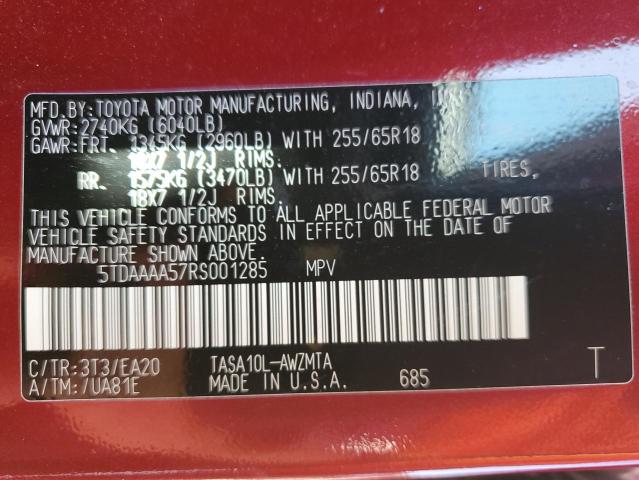 MFD.BY:TOYOTA MOTOR MANUFACTURING, INDIANA,
GVWR:2740KG (6040LB)
GAWR:FRT. 1345KG (2960LB) WITH 255/65R18
18X7 1/2J RIMS.
RR. 1575KG (3470LB) WITH 255/65R18 TIRES,
18X7 1/2J RIMS.
THIS VEHICLE CONFORMS TO ALL APPLICABLE FEDERAL MOTOR
VEHICLE SAFETY STANDARDS IN EFFECT ON THE DATE OF
MANUFACTURE SHOWN ABOVE.
5TDAAAA57RS001285 MPV
C/TR:3T3/EA20 TASA10L-AWZMTA
A/TM:/UA81E MADE IN U.S.A. 685 T